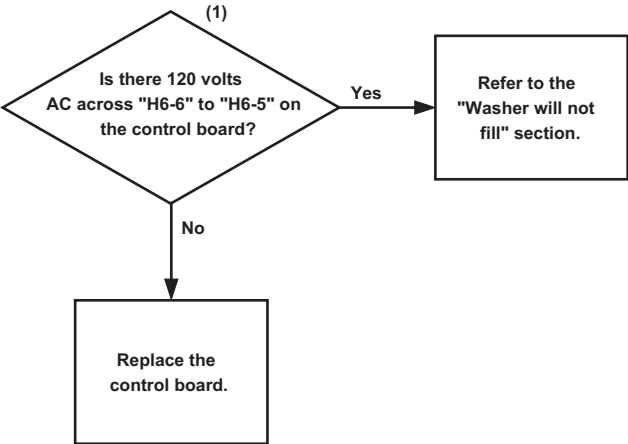 (1)
Is there 120 volts
AC across "H6-6" to "H6-5" on
the control board?
Yes
Refer to the
"Washer will not
fill" section.
No
Replace the
control board.